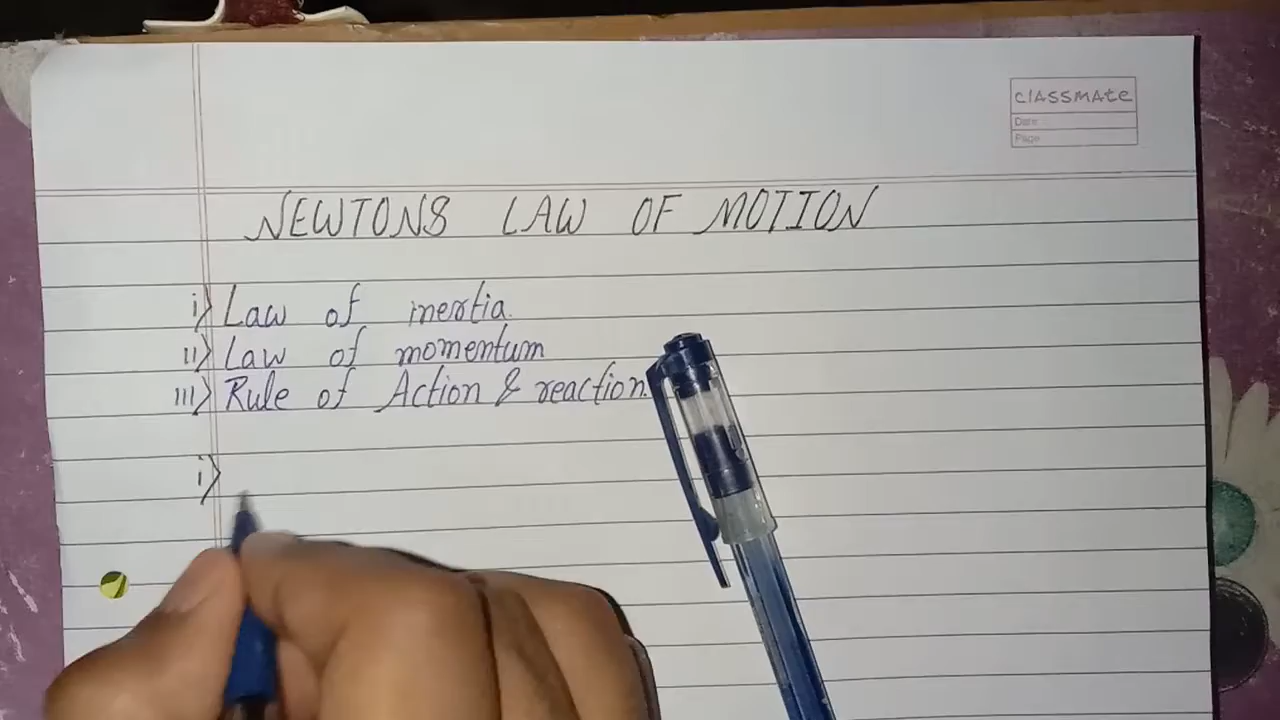 classmate
Date
Page
NEWTONS LAW OF MOTION
i) Law of inertia.
ii) Law of momentum
iii) Rule of Action & reaction.
i)